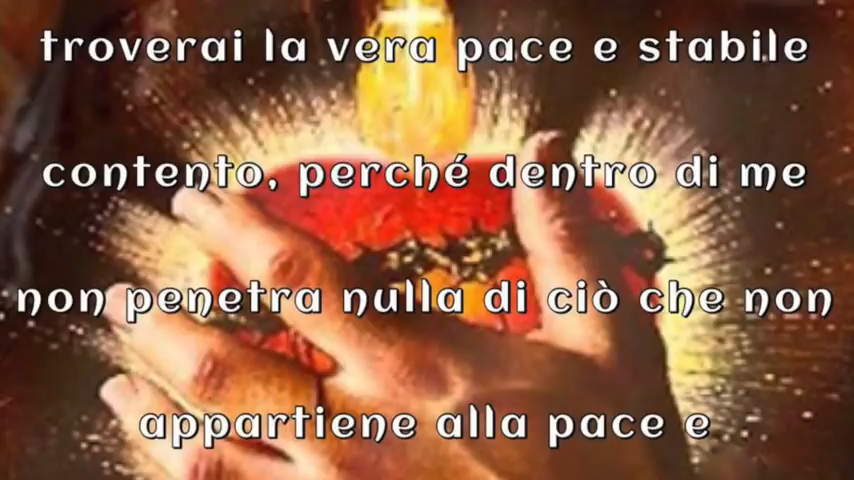 troverai la vera pace e stabile
contento, perché dentro di me
non penetra nulla di ciò che non
appartiene alla pace e